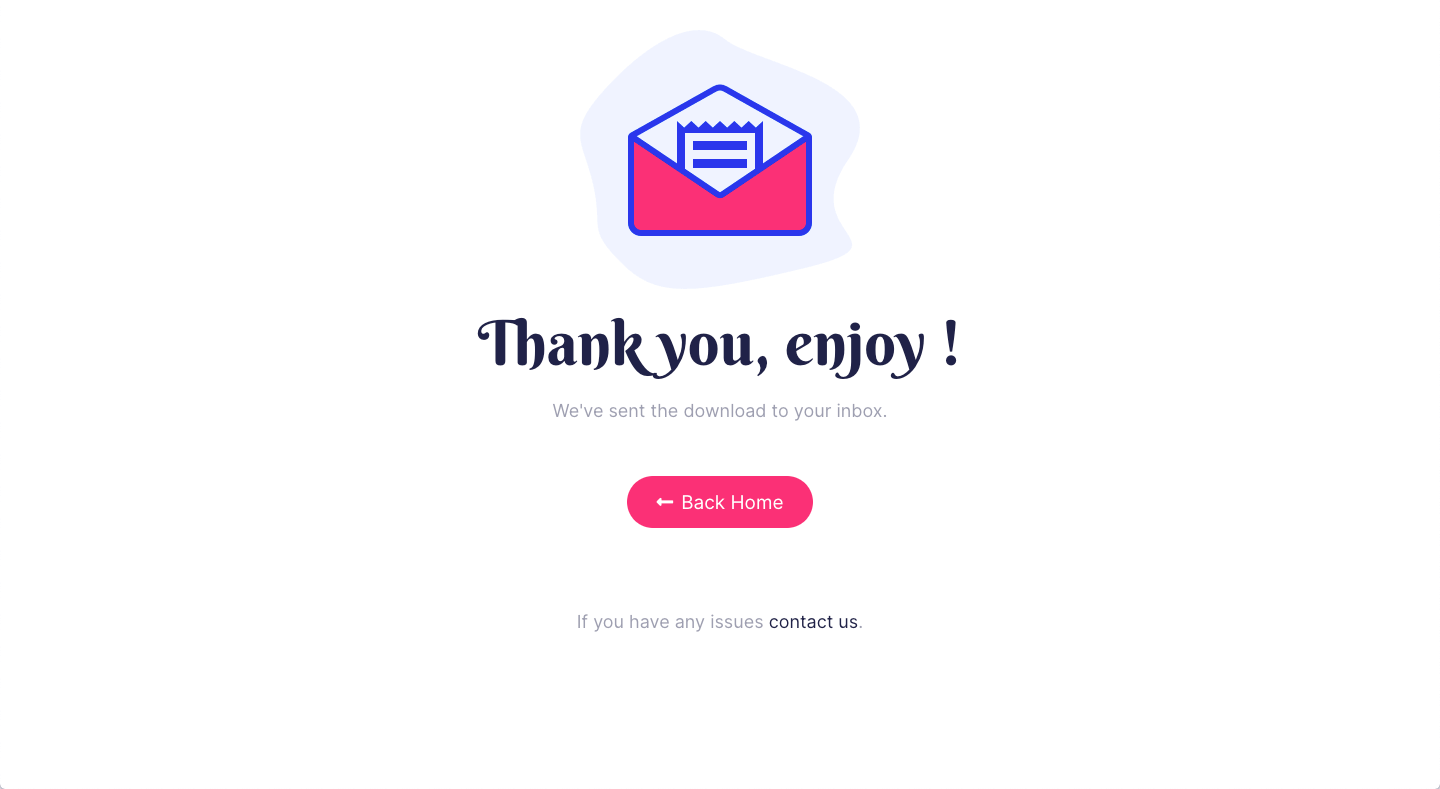 Thank you, enjoy !
We've sent the download to your inbox.
Back Home
If you have any issues contact us.